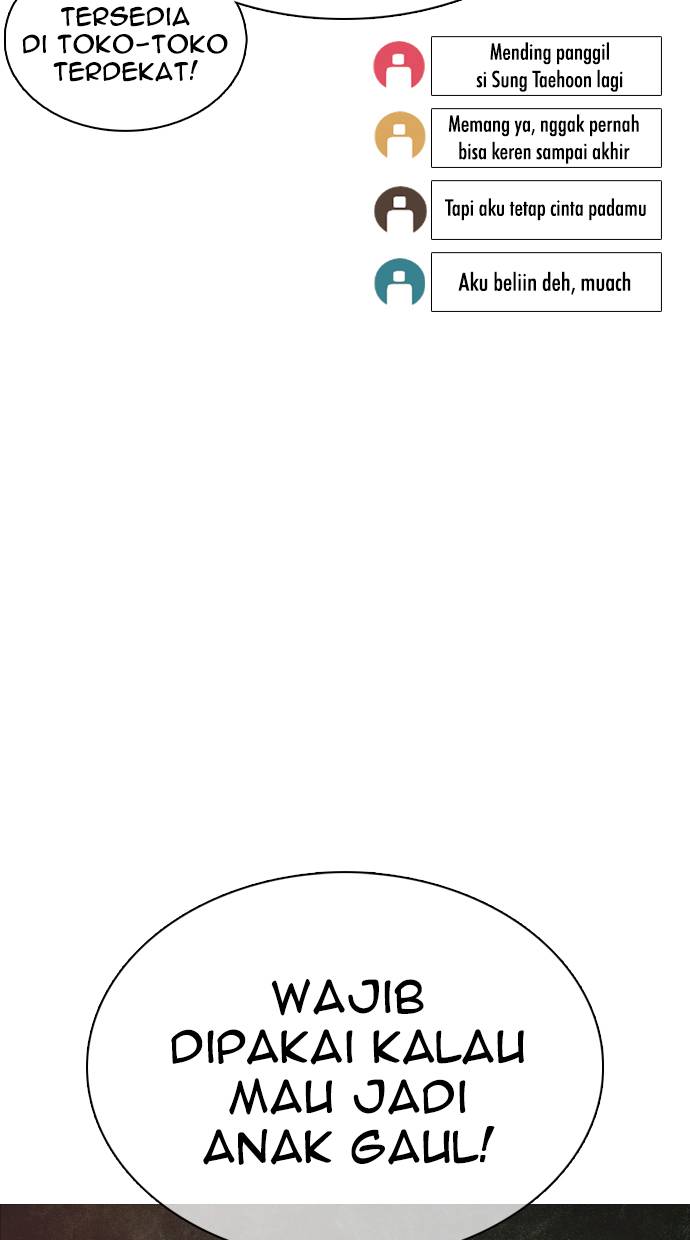 TERSEDIA
DI TOKO-TOKO
TERDEKAT!
Mending panggil
si Sung Taehoon lagi
Memang ya, nggak pernah
bisa keren sampai akhir
Tapi aku tetap cinta padamu
Aku beliin deh, muach
WAJIB
DIPAKAI KALAU
MAU JADI
ANAK GAUL!